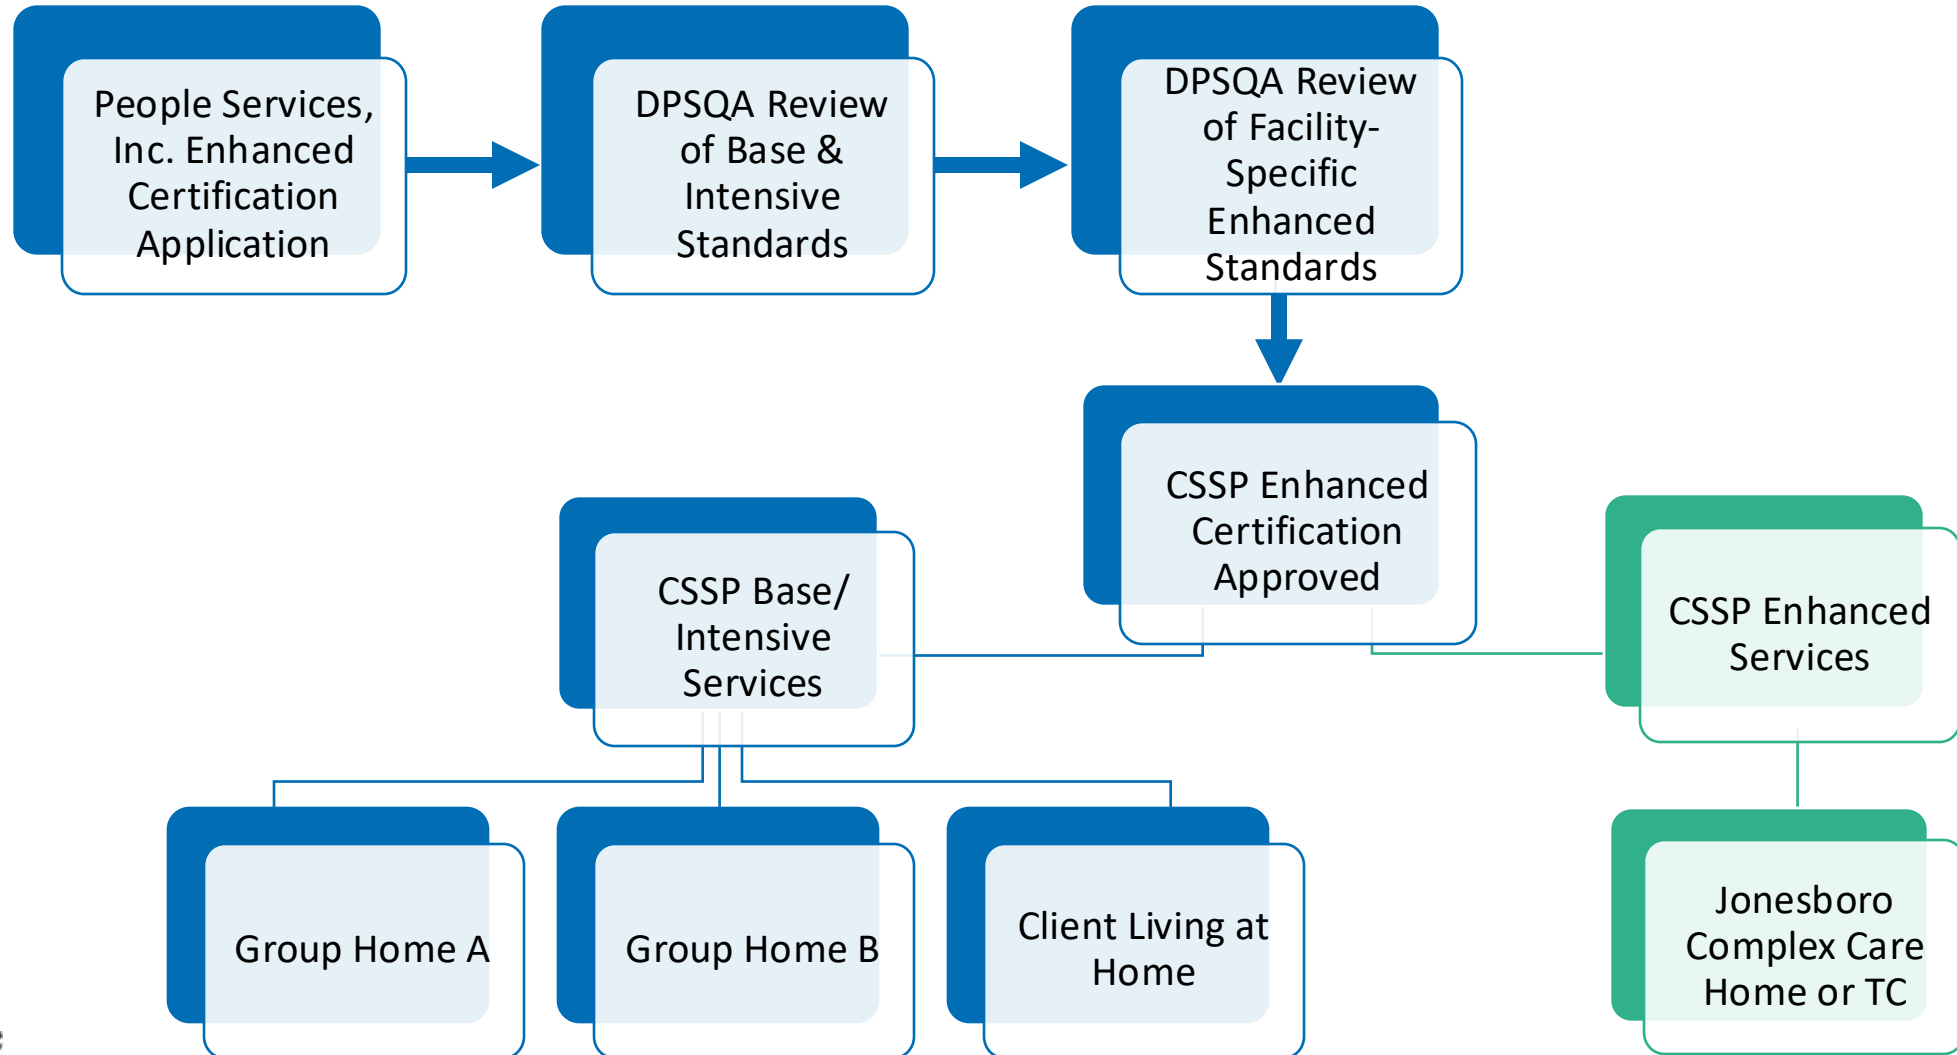 People Services,
Inc. Enhanced
Certification
Application
DPSQA Review
of Base &
Intensive
Standards
DPSQA Review
of Facility-
Specific
Enhanced
Standards
CSSP Enhanced
Certification
Approved
CSSP Base/
Intensive
Services
CSSP Enhanced
Services
Group Home A
Group Home B
Client Living at
Home
Jonesboro
Complex Care
Home or TC